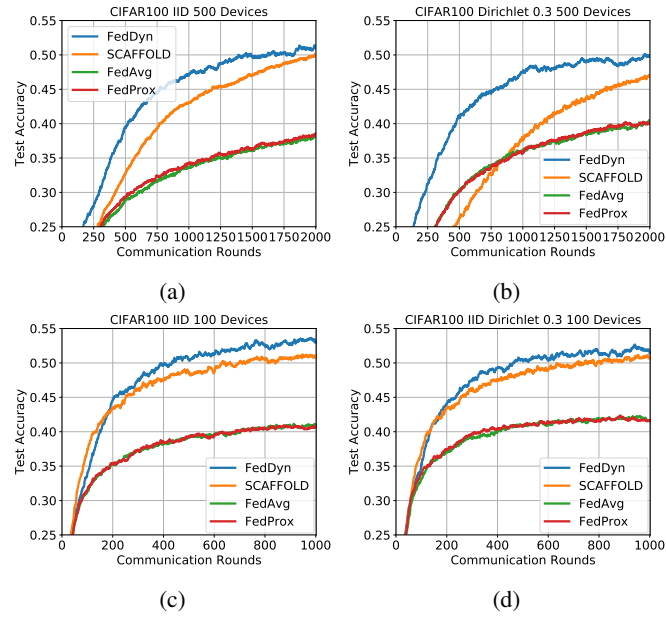 CIFAR100 IID 500 Devices
0.55
0.50
0.45
0.40
0.35
0.30
0.25
Test Accuracy
FedDyn
SCAFFOLD
FedAvg
FedProx
0 250 500 750 1000 1250 1500 1750 2000
Communication Rounds
(a)
CIFAR100 Dirichlet 0.3 500 Devices
0.55
0.50
0.45
0.40
0.35
0.30
0.25
Test Accuracy
FedDyn
SCAFFOLD
FedAvg
FedProx
0 250 500 750 1000 1250 1500 1750 2000
Communication Rounds
(b)
CIFAR100 IID 100 Devices
0.55
0.50
0.45
0.40
0.35
0.30
0.25
Test Accuracy
FedDyn
SCAFFOLD
FedAvg
FedProx
0 200 400 600 800 1000
Communication Rounds
(c)
CIFAR100 IID Dirichlet 0.3 100 Devices
0.55
0.50
0.45
0.40
0.35
0.30
0.25
Test Accuracy
FedDyn
SCAFFOLD
FedAvg
FedProx
0 200 400 600 800 1000
Communication Rounds
(d)